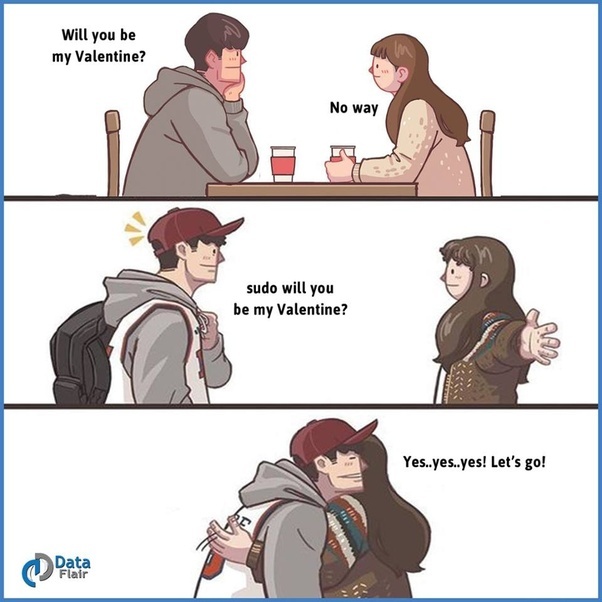 Will you be
my Valentine?
No way
sudo will you
be my Valentine?
Yes..yes..yes! Let's go!
Data
Flair